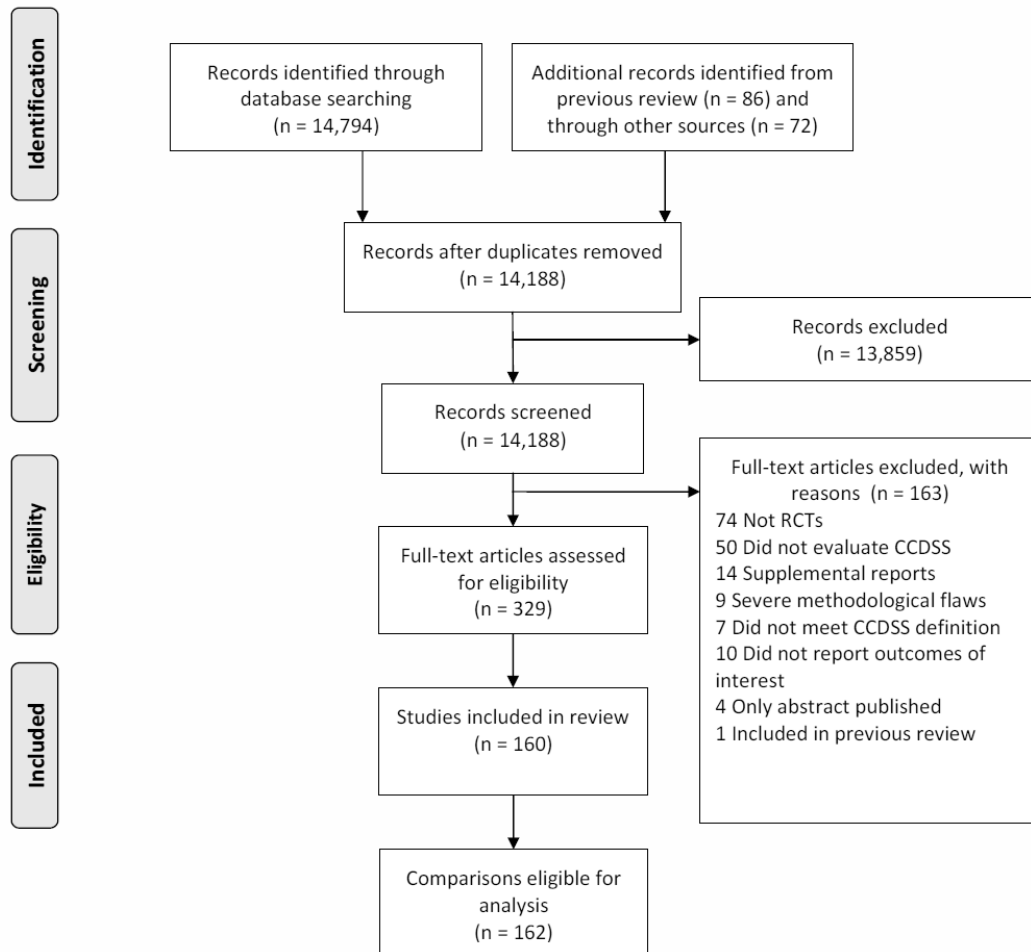 Identification
Records identified through
database searching
(n = 14,794)
Additional records identified from
previous review (n = 86) and
through other sources (n = 72)
Screening
Records after duplicates removed
(n = 14,188)
Records excluded
(n = 13,859)
Records screened
(n = 14,188)
Eligibility
Full-text articles excluded, with
reasons (n = 163)
74 Not RCTs
50 Did not evaluate CCDSS
14 Supplemental reports
9 Severe methodological flaws
7 Did not meet CCDSS definition
10 Did not report outcomes of
interest
4 Only abstract published
1 Included in previous review
Full-text articles assessed
for eligibility
(n = 329)
Included
Studies included in review
(n = 160)
Comparisons eligible for
analysis
(n = 162)